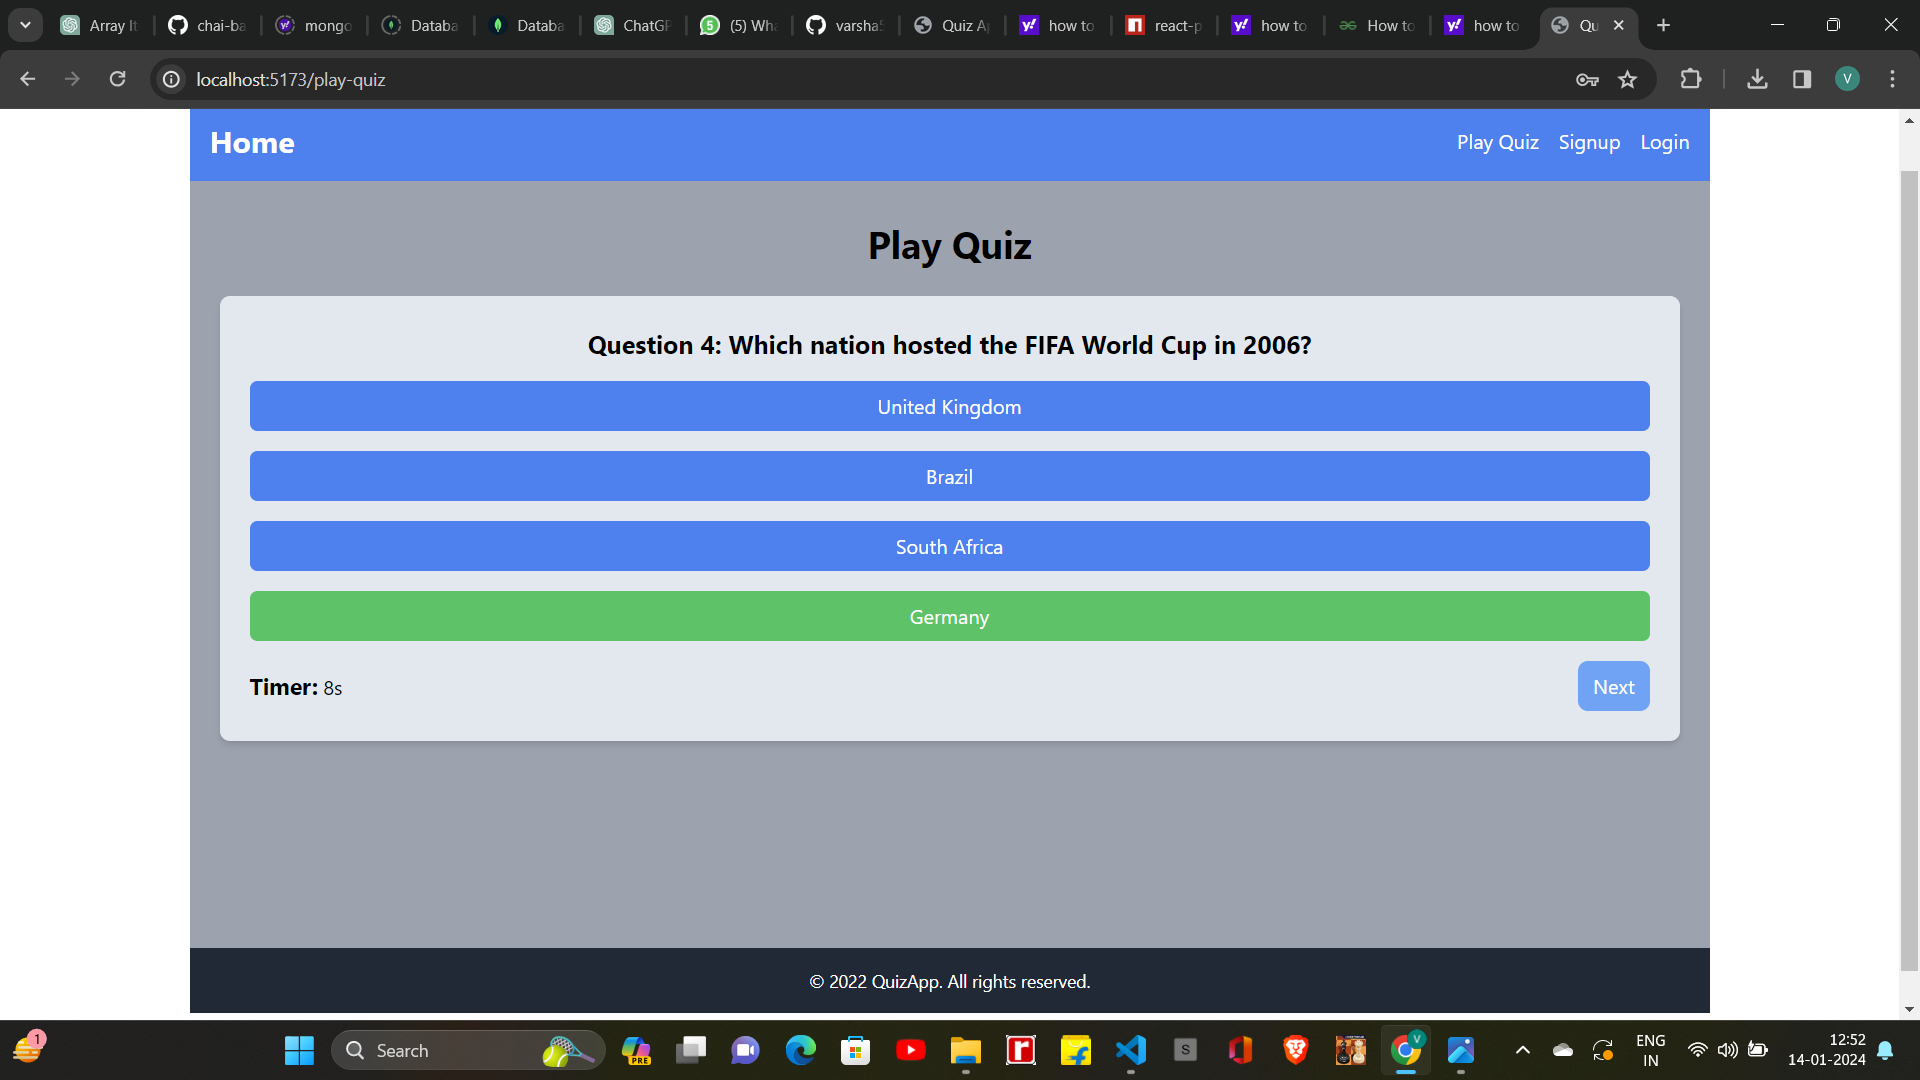 Array It
chai-ba
mongo
Databa
Databa
ChatGP
(5) Wha
varsha5
Quiz A
how to
react-p
how to
How to
how to
Qu
localhost:5173/play-quiz
V
Home
Play Quiz
Signup
Login
Play Quiz
Question 4: Which nation hosted the FIFA World Cup in 2006?
United Kingdom
Brazil
South Africa
Germany
Timer: 8s
Next
© 2022 QuizApp. All rights reserved.
1
Search
PRE
S
V
ENG
IN
12:52
14-01-2024